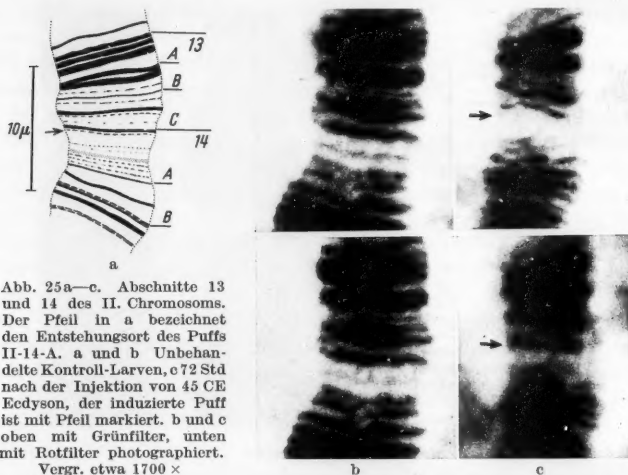 13
A
B
10μ
C
14
A
B
a
Abb. 25a—c. Abschnitte 13
und 14 des II. Chromosoms.
Der Pfeil in a bezeichnet
den Entstehungsort des Puffs
II-14-A. a und b Unbehan-
delte Kontroll-Larven, c 72 Std
nach der Injektion von 45 CE
Ecdyson, der induzierte Puff
ist mit Pfeil markiert. b und c
oben mit Grünfilter, unten
mit Rotfilter photographiert.
Vergr. etwa 1700 ×
b
c